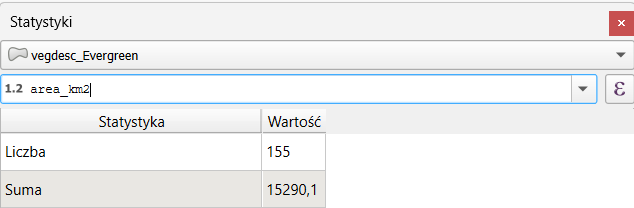 Statystyki
vegdesc_Evergreen
1.2 area_km2
ε
Statystyka Wartość
Liczba 155
Suma 15290,1